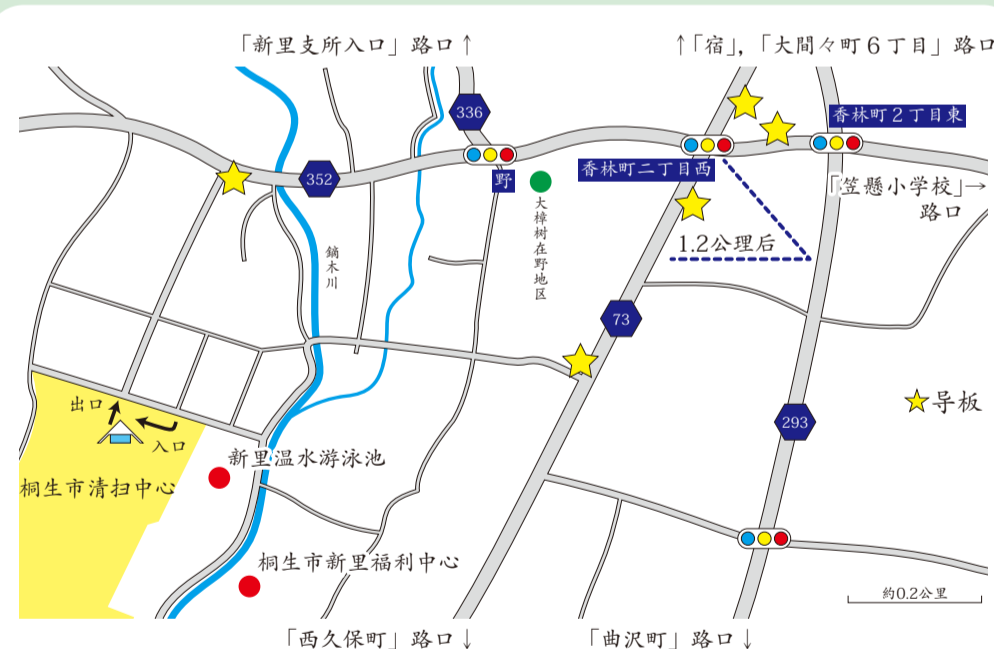 「新里支所入口」路口↑
↑「宿」,「大間々町6丁目」路口
336
香林町2丁目東
香林町二丁目西
野
352
「笠懸小学校」→
路口
大樟树在野地区
1.2公理后
鏑木川
73
导板
293
出口
入口
新里温水游泳池
桐生市清扫中心
桐生市新里福利中心
約0.2公里
「西久保町」路口↓
「曲沢町」路口↓